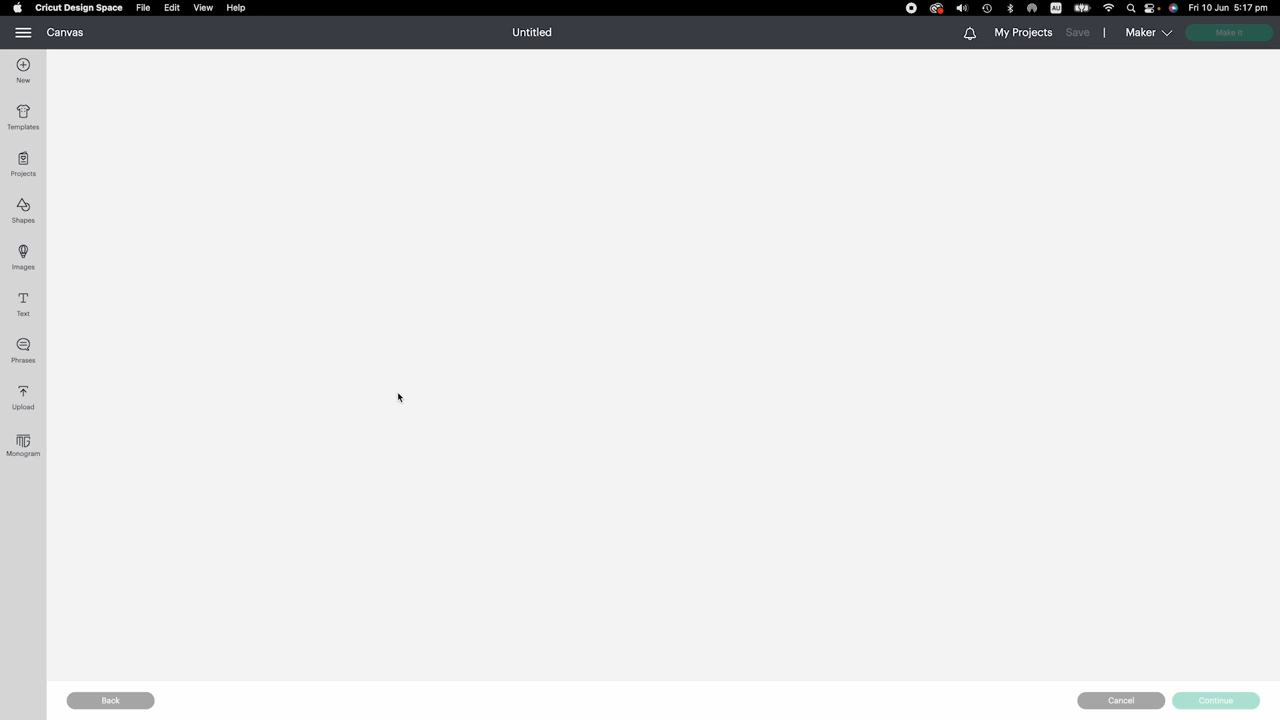 Cricut Design Space File Edit View Help AU Fri 10 Jun 5:17 pm
Canvas Untitled My Projects Save | Maker Make It
New
Templates
Projects
Shapes
Images
Text
Phrases
Upload
Monogram
Back Cancel Continue